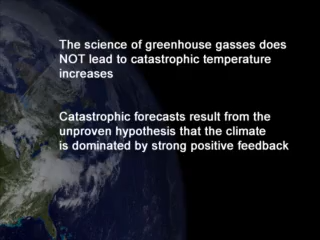 The science of greenhouse gasses does
NOT lead to catastrophic temperature
increases
Catastrophic forecasts result from the
unproven hypothesis that the climate
is dominated by strong positive feedback